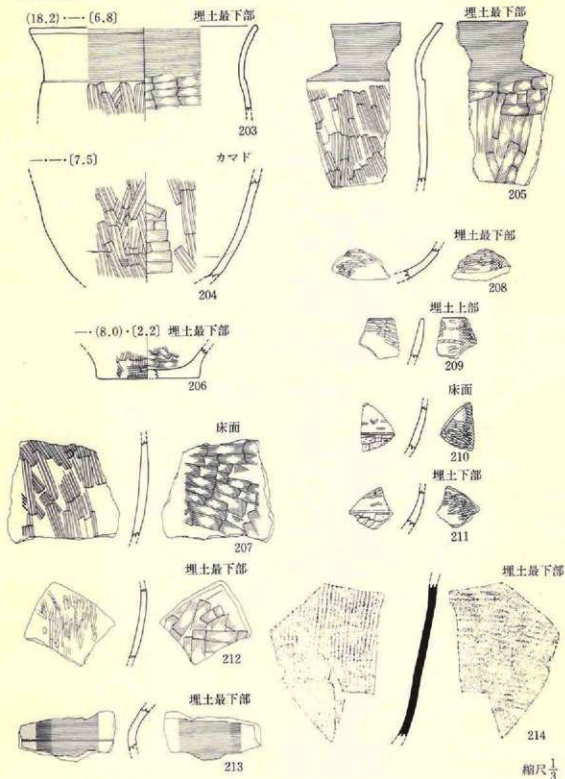 (18.2)·—·[6.8] 埋土最下部
203
—·—·[7.5] カマド
204
—·(8.0)·[2.2] 埋土最下部
206
床面
207
埋土最下部
212
埋土最下部
213
埋土最下部
205
埋土最下部
208
埋土上部
209
床面
210
埋土下部
211
埋土最下部
214
縮尺 1/3